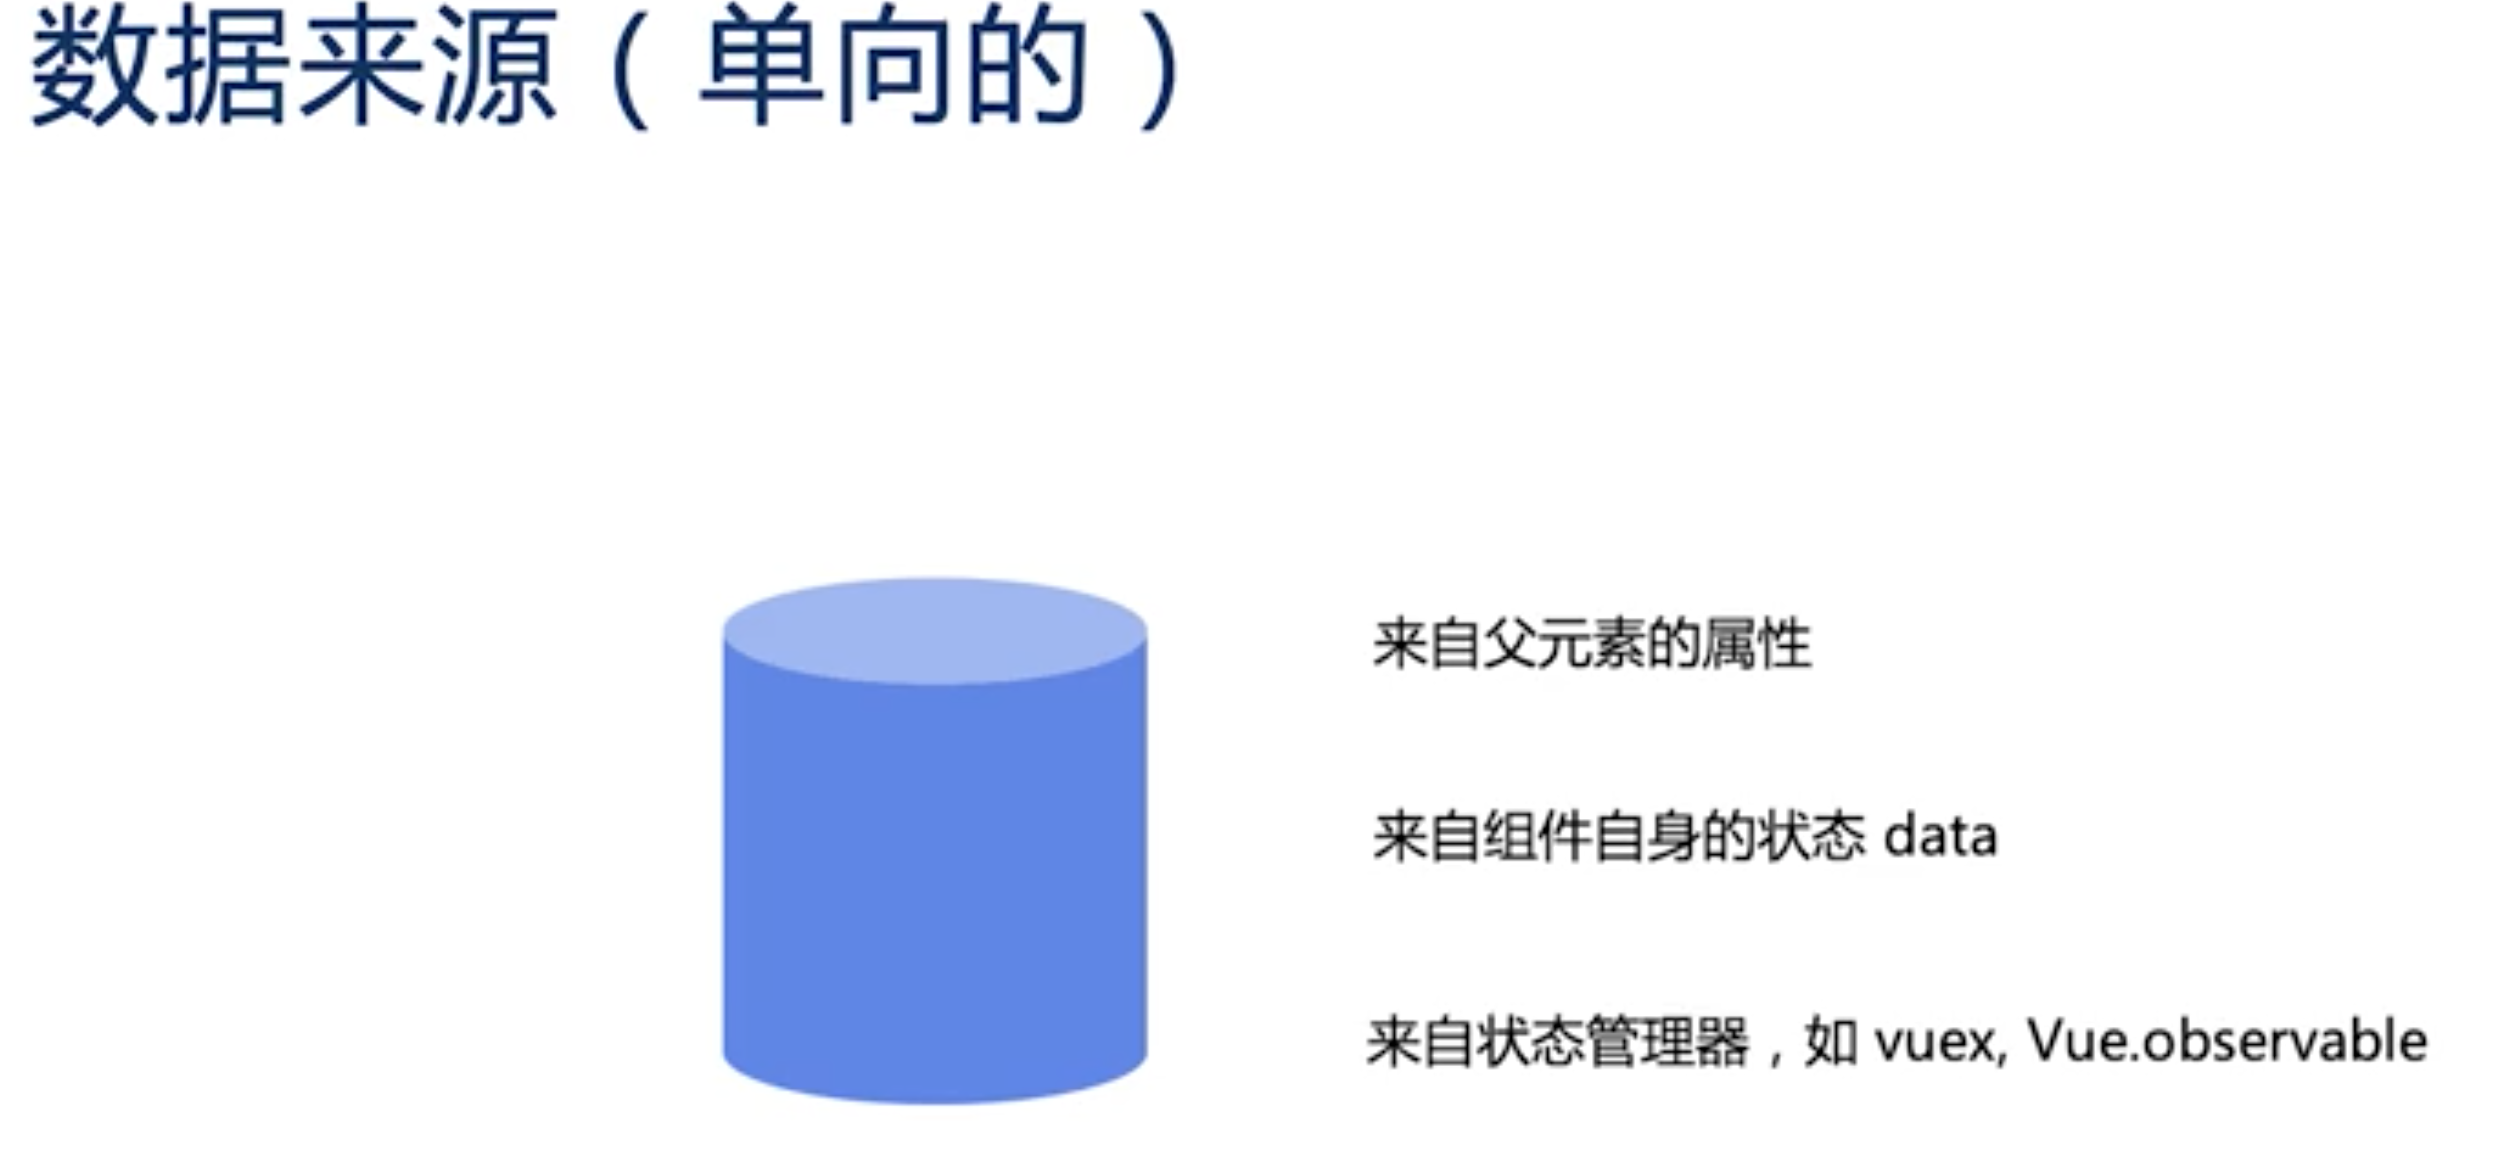 数据来源（单向的）
来自父元素的属性
来自组件自身的状态 data
来自状态管理器，如 vuex, Vue.observable